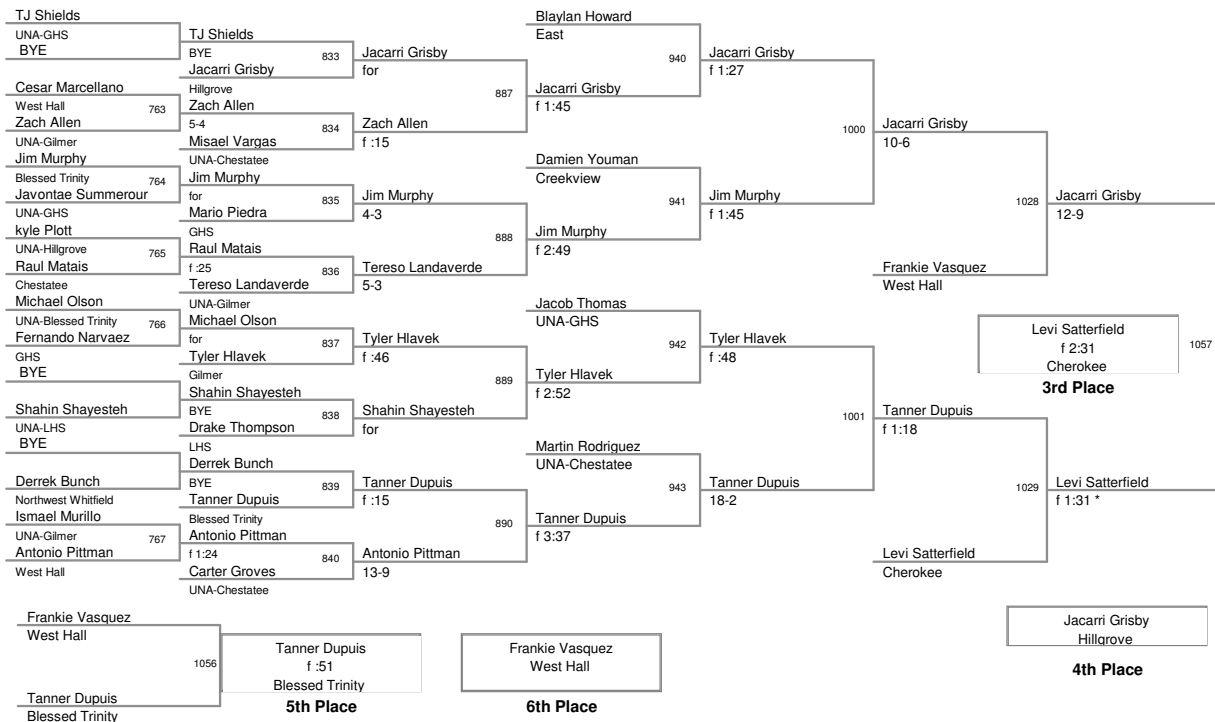 TJ Shields
UNA-GHS
BYE
Cesar Marcellano
West Hall
763
Zach Allen
UNA-Gilmer
Jim Murphy
Blessed Trinity
764
Javontae Summerour
UNA-GHS
kyle Plott
UNA-Hillgrove
765
Raul Matais
Chestatee
Michael Olson
UNA-Blessed Trinity
766
Fernando Narvaez
GHS
BYE
Shahin Shayesteh
UNA-LHS
BYE
Derrek Bunch
Northwest Whitfield
Ismael Murillo
UNA-Gilmer
767
Antonio Pittman
West Hall
TJ Shields
BYE
833
Jacarri Grisby
Hillgrove
Zach Allen
5-4
834
Misael Vargas
UNA-Chestatee
Jim Murphy
for
835
Mario Piedra
GHS
Raul Matais
f :25
836
Tereso Landaverde
UNA-Gilmer
Michael Olson
for
837
Tyler Hlavek
Gilmer
Shahin Shayesteh
BYE
838
Drake Thompson
LHS
Derrek Bunch
BYE
839
Tanner Dupuis
Blessed Trinity
Antonio Pittman
f 1:24
840
Carter Groves
UNA-Chestatee
Jacarri Grisby
for
887
Zach Allen
f :15
Jim Murphy
4-3
888
Tereso Landaverde
5-3
Tyler Hlavek
f :46
889
Shahin Shayesteh
for
Tanner Dupuis
f :15
890
Antonio Pittman
13-9
Blaylan Howard
East
940
Jacarri Grisby
f 1:45
Damien Youman
Creekview
941
Jim Murphy
f 2:49
Jacob Thomas
UNA-GHS
942
Tyler Hlavek
f 2:52
Martin Rodriguez
UNA-Chestatee
943
Tanner Dupuis
f 3:37
Jacarri Grisby
f 1:27
1000
Jim Murphy
f 1:45
Tyler Hlavek
f :48
1001
Tanner Dupuis
18-2
Jacarri Grisby
10-6
1028
Frankie Vasquez
West Hall
Tanner Dupuis
f 1:18
1029
Levi Satterfield
Cherokee
Jacarri Grisby
12-9
Levi Satterfield
f 2:31
Cherokee
1057
3rd Place
Levi Satterfield
f 1:31 *
Jacarri Grisby
Hillgrove
4th Place
Frankie Vasquez
West Hall
1056
Tanner Dupuis
Blessed Trinity
Tanner Dupuis
f :51
Blessed Trinity
5th Place
Frankie Vasquez
West Hall
6th Place